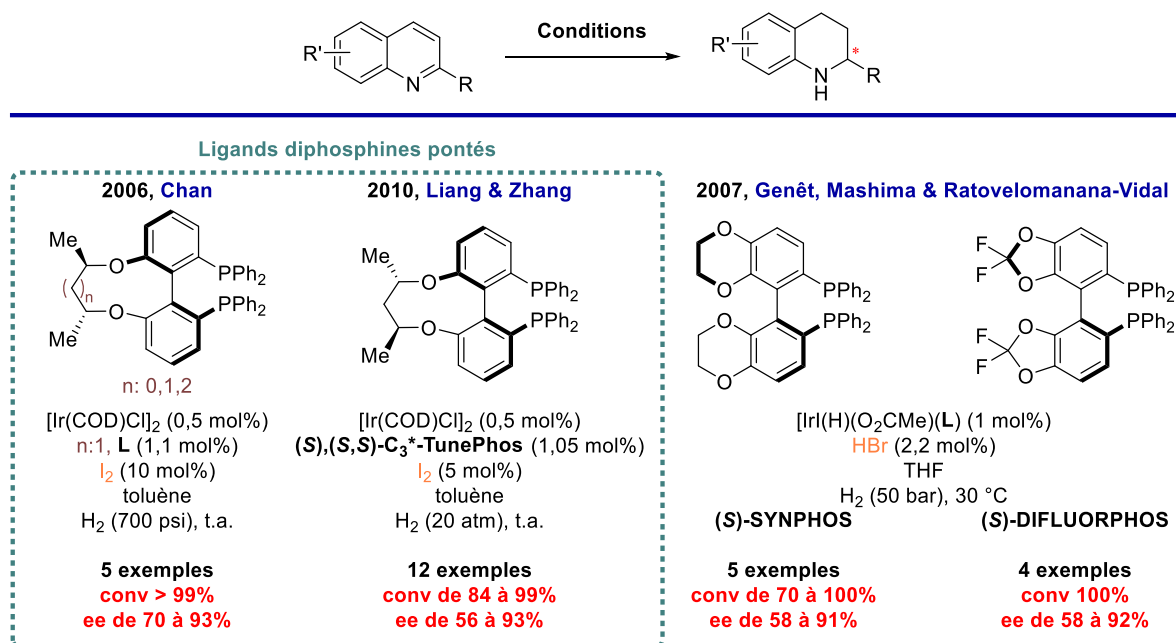 Conditions
R'
N
R
R'
*
N
H
R
Ligands diphosphines pontés
2006, Chan
Me
O
PPh2
( )n
O
PPh2
Me
n: 0,1,2
[Ir(COD)Cl]2 (0,5 mol%)
n:1, L (1,1 mol%)
I2 (10 mol%)
toluène
H2 (700 psi), t.a.
5 exemples
conv > 99%
ee de 70 à 93%
2010, Liang & Zhang
Me
O
PPh2
O
PPh2
Me
[Ir(COD)Cl]2 (0,5 mol%)
(S),(S,S)-C3*-TunePhos (1,05 mol%)
I2 (5 mol%)
toluène
H2 (20 atm), t.a.
12 exemples
conv de 84 à 99%
ee de 56 à 93%
2007, Genêt, Mashima & Ratovelomanana-Vidal
O
O
PPh2
O
PPh2
O
F
O
F
O
PPh2
F
O
PPh2
F
O
[IrI(H)(O2CMe)(L) (1 mol%)
HBr (2,2 mol%)
THF
H2 (50 bar), 30 °C
(S)-SYNPHOS
(S)-DIFLUORPHOS
5 exemples
conv de 70 à 100%
ee de 58 à 91%
4 exemples
conv 100%
ee de 58 à 92%